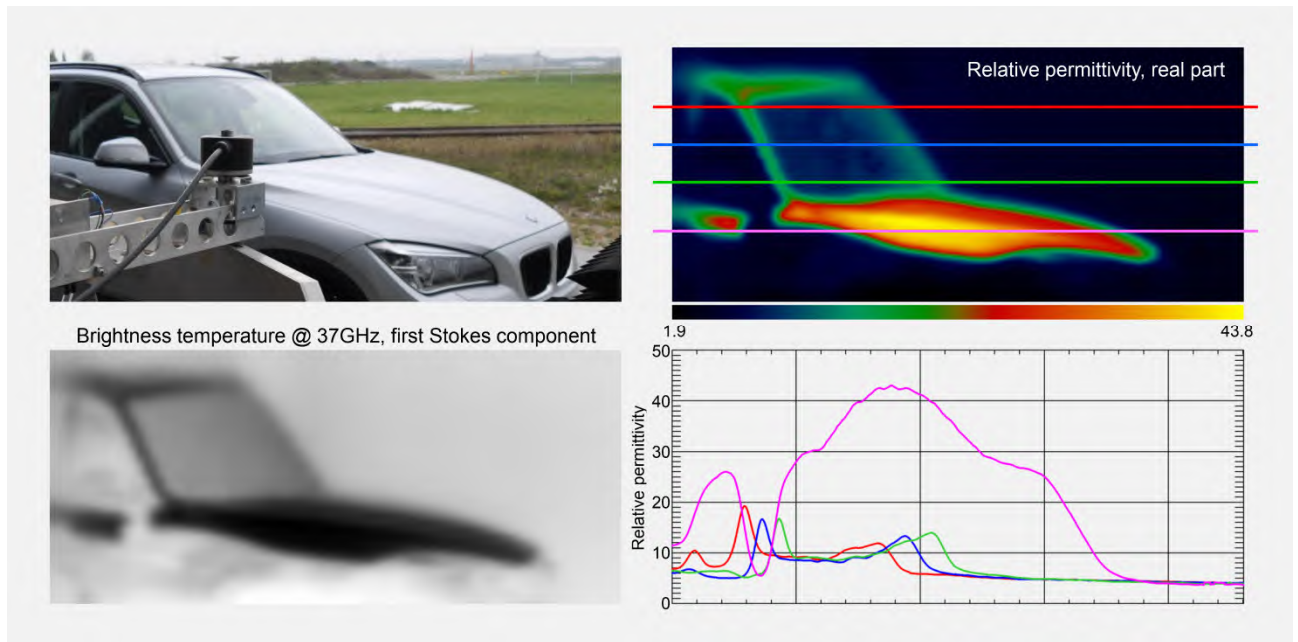 Relative permittivity, real part
1.9
43.8
Brightness temperature @ 37GHz, first Stokes component
50
40
30
20
10
0
Relative permittivity